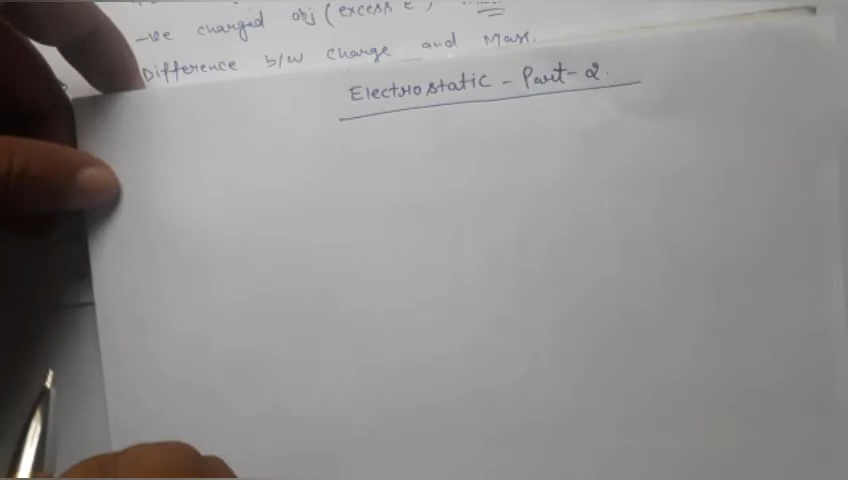 -ve charged obj (excess e
Difference b/w charge and Mass.
Electrostatic - Part-2.